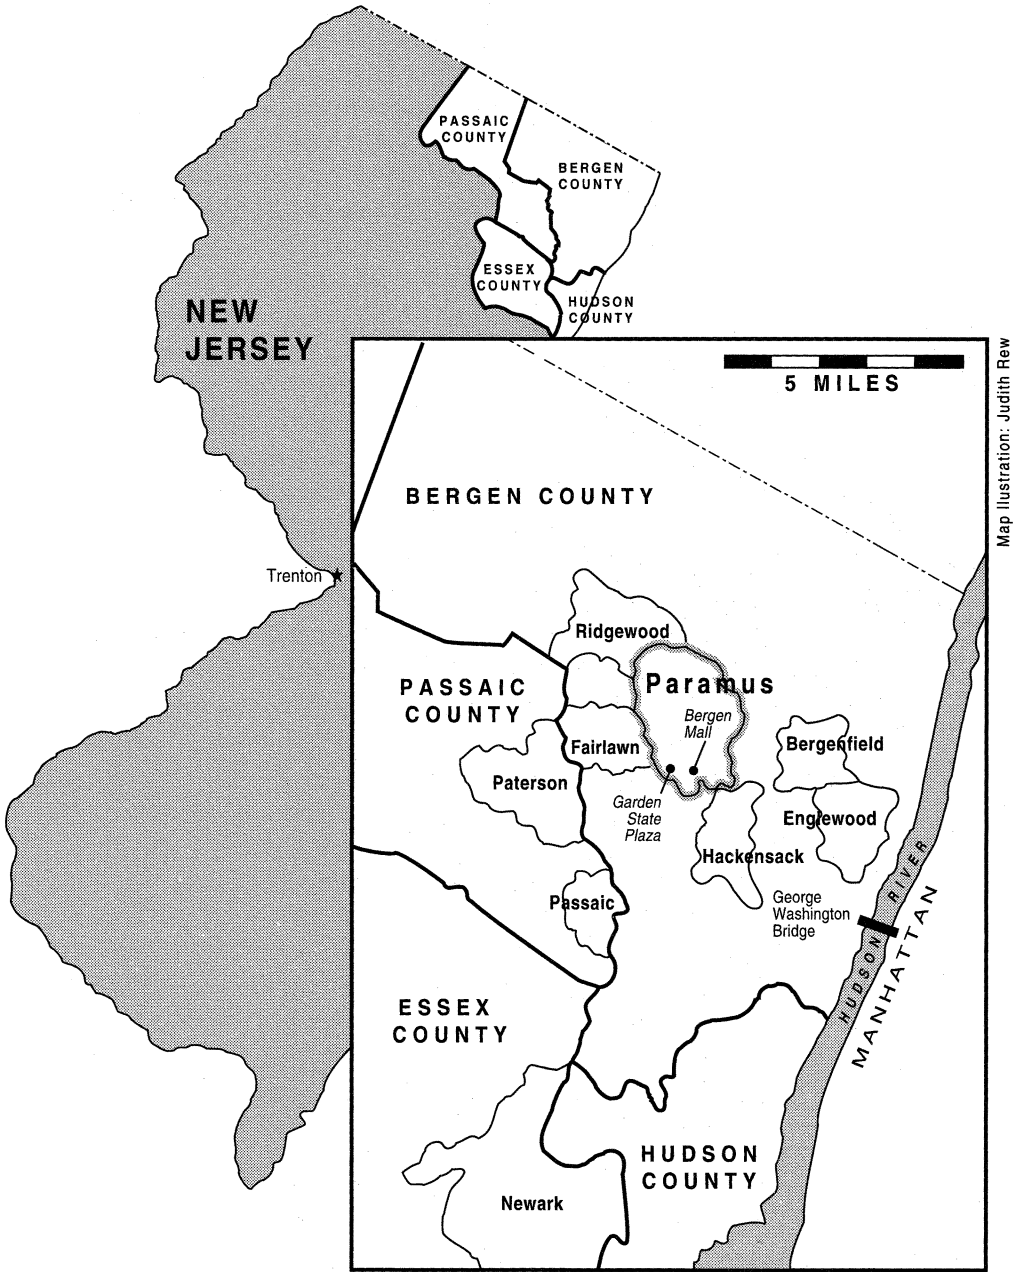 PASSAIC
COUNTY
BERGEN
COUNTY
ESSEX
COUNTY
HUDSON
COUNTY
NEW
JERSEY
Trenton
5 MILES
Map Ilustration: Judith Rew
BERGEN COUNTY
Ridgewood
Paramus
PASSAIC
COUNTY
Bergen
Mall
Fairlawn
Bergenfield
Paterson
Garden
State
Plaza
Englewood
Hackensack
Passaic
George
Washington
Bridge
HUDSON RIVER
MANHATTAN
ESSEX
COUNTY
HUDSON
COUNTY
Newark